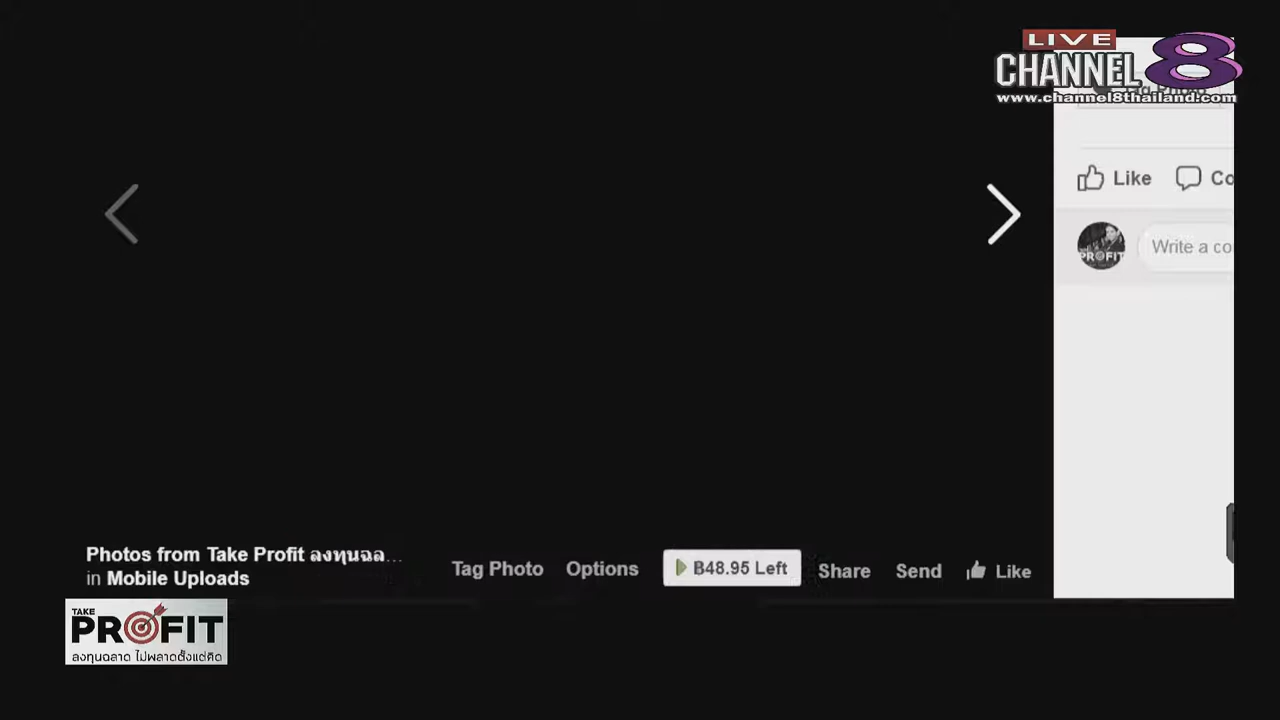 LIVE
CHANNEL 8
www.channel8thailand.com
Like
Co
PROFIT
Write a co
Photos from Take Profit ลงทุนฉล...
in Mobile Uploads
Tag Photo
Options
฿48.95 Left
Share
Send
Like
TAKE
PROFIT
ลงทุนฉลาด ไม่พลาดตั้งแต่คิด